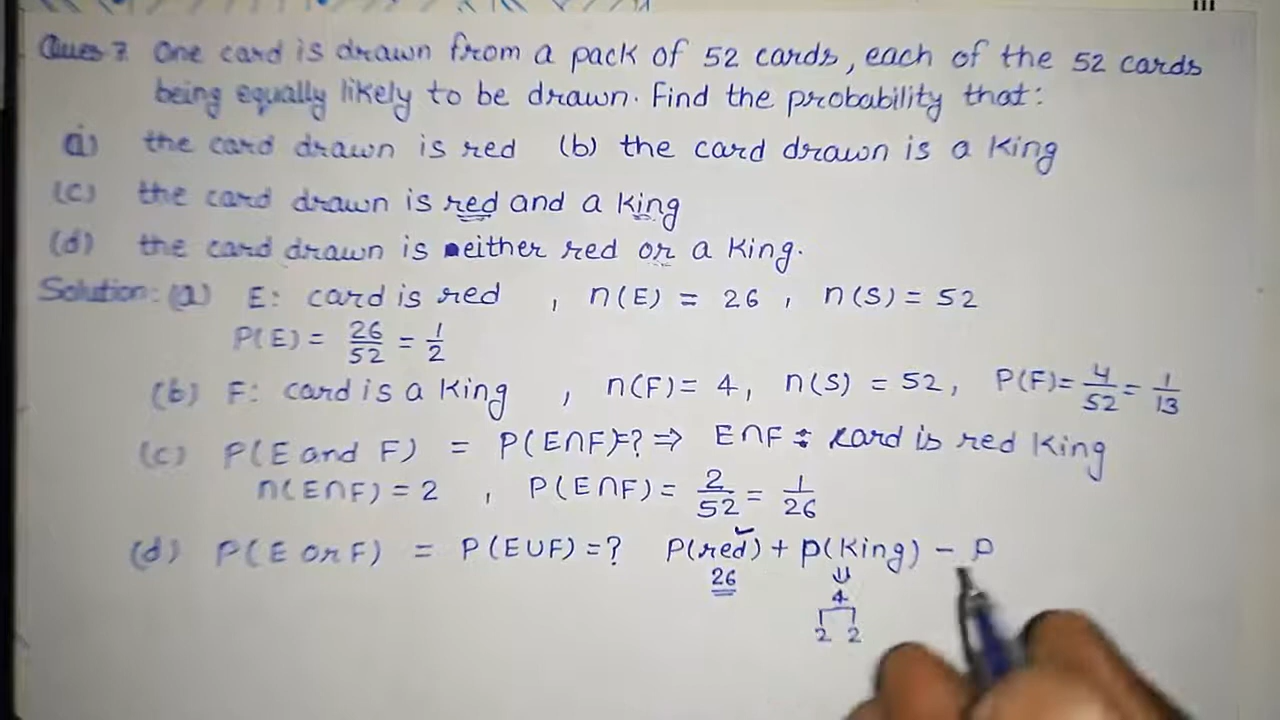 Ques 7. One card is drawn from a pack of 52 cards, each of the 52 cards
being equally likely to be drawn. Find the probability that:
a) the card drawn is red (b) the card drawn is a King
(c) the card drawn is red and a king
(d) the card drawn is either red or a King.
Solution: (a) E: card is red , n(E) = 26 , n(S) = 52
P(E) = 26/52 = 1/2
(b) F: card is a King , n(F) = 4, n(S) = 52, P(F) = 4/52 = 1/13
(c) P(E and F) = P(E∩F)=? ⇒ E∩F : card is red King
n(E∩F) = 2 , P(E∩F) = 2/52 = 1/26
(d) P(E or F) = P(E∪F) = ? P(red) + P(King) − P
26 ⇓
4
2 2